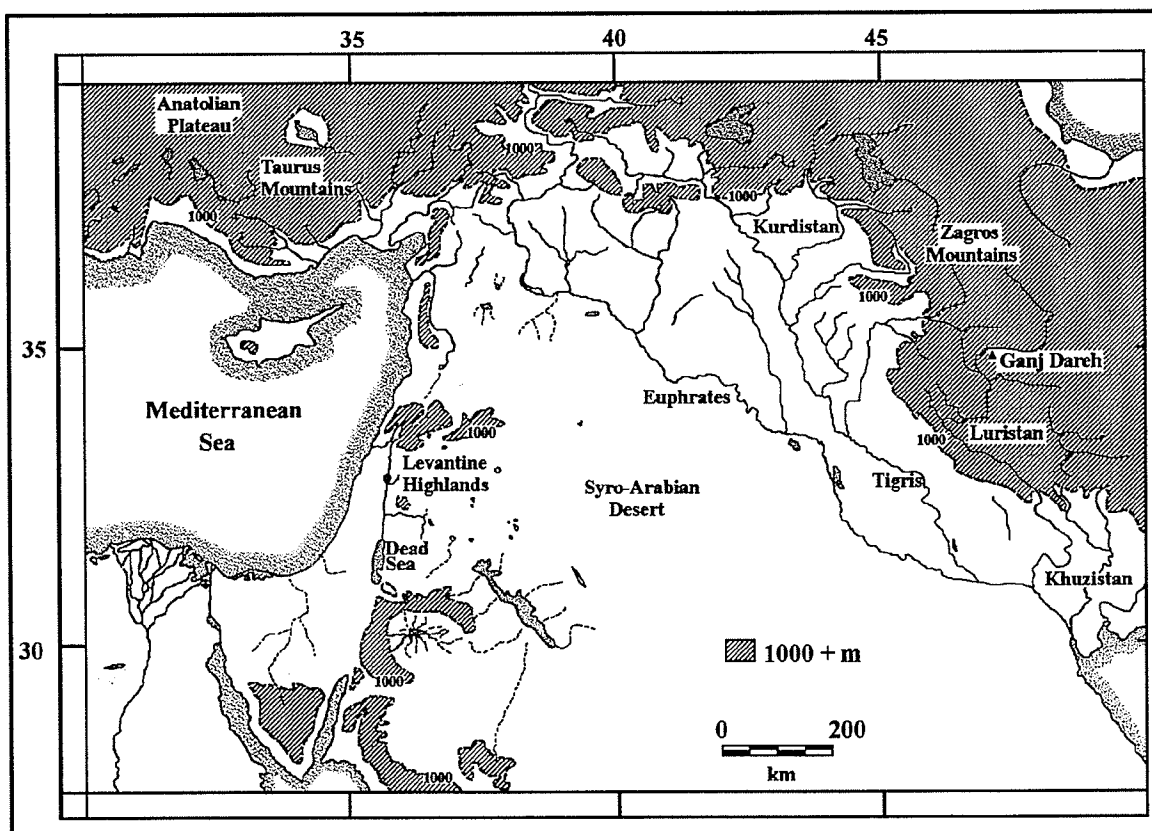 35 40 45
Anatolian
Plateau
Taurus
Mountains
1000
1000
1000
Kurdistan
Zagros
Mountains
1000
35
Ganj Dareh
Mediterranean
Sea
Euphrates
1000
1000
Luristan
Levantine
Highlands
Syro-Arabian
Desert
Tigris
Dead
Sea
Khuzistan
30
1000 + m
1000
0 200
km
1000